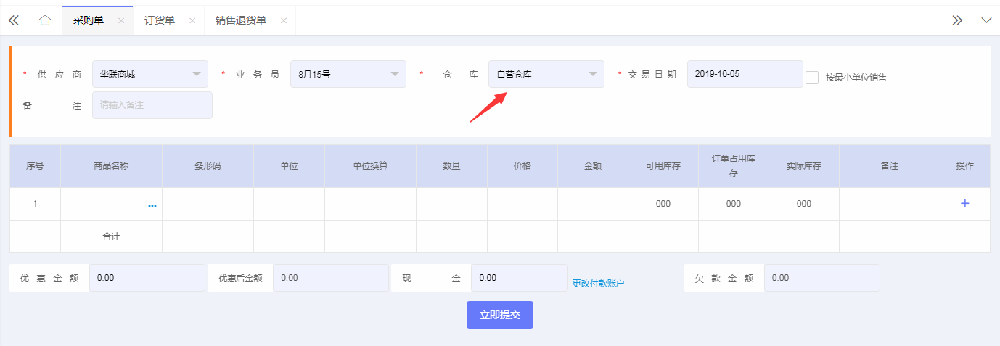 采购单 订货单 销售退货单
* 供应商 华联商城 * 业务员 8月15号 * 仓库 自营仓库 * 交易日期 2019-10-05 按最小单位销售
备注 请输入备注
序号 商品名称 条形码 单位 单位换算 数量 价格 金额 可用库存 订单占用库存 实际库存 备注 操作
1 ... 000 000 000 +
合计
优惠金额 0.00 优惠后金额 0.00 现金 0.00 更改付款账户 欠款金额 0.00
立即提交